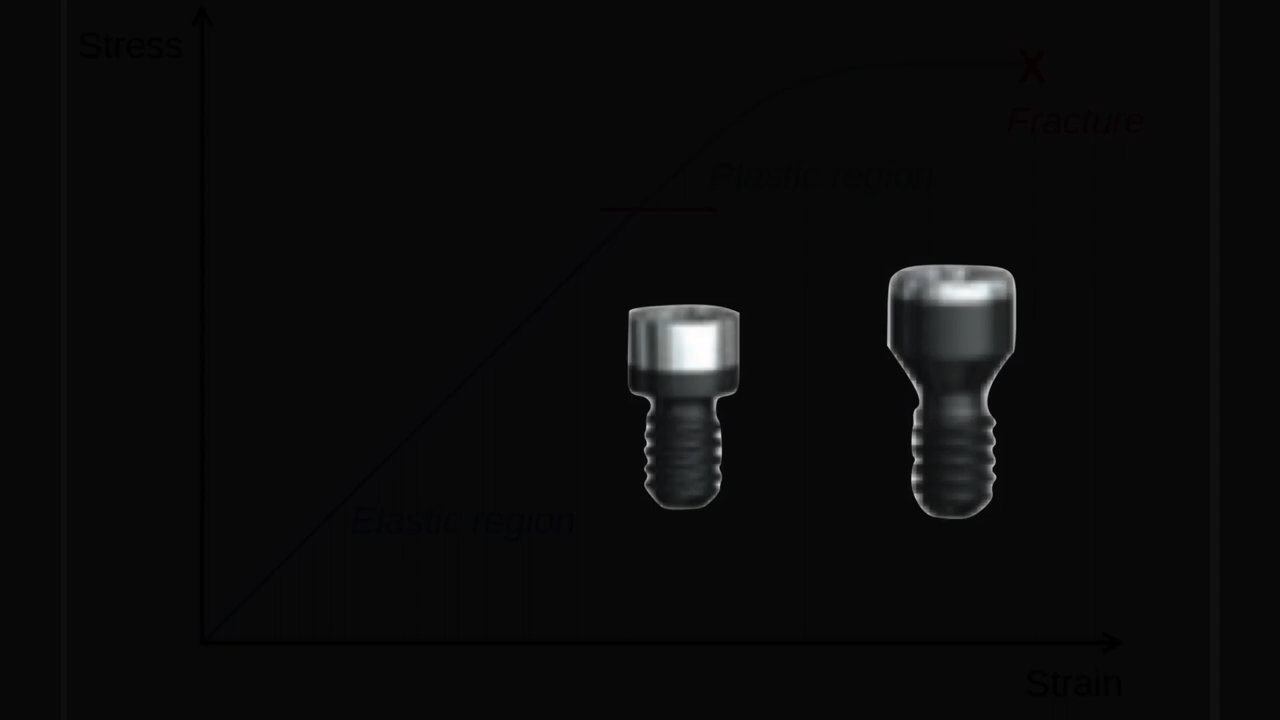 Stress
X
Fracture
Plastic region
Elastic region
Strain